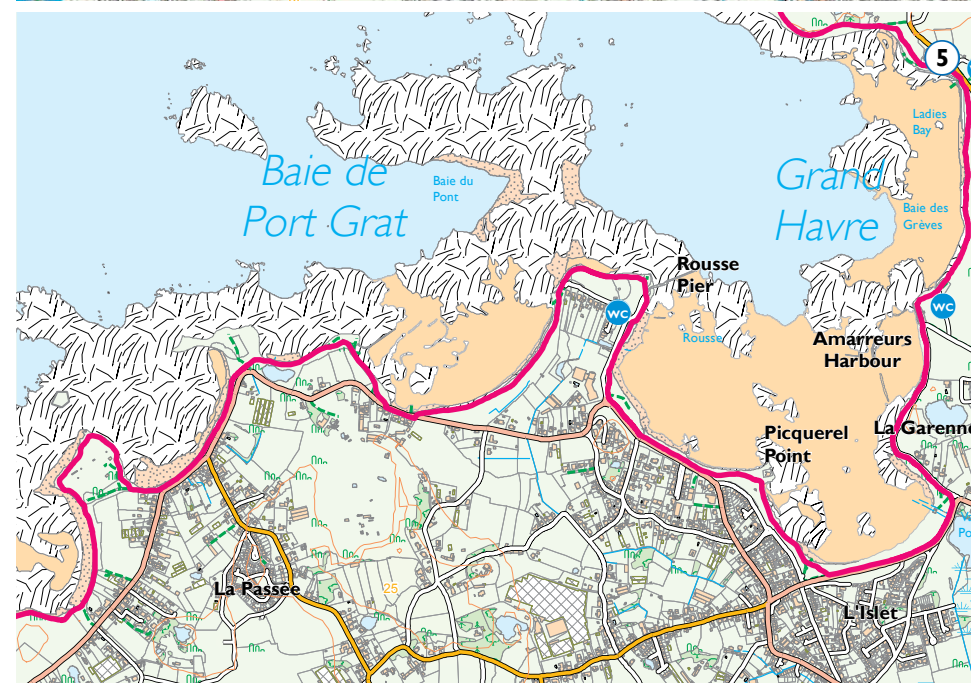 5
Ladies
Bay
Baie de
Port Grat
Baie du
Pont
Grand
Havre
Baie des
Grèves
Rousse
Pier
WC
WC
Rousse
Amarreurs
Harbour
Picquerel
Point
La Garenne
La Passée
25
L'Islet